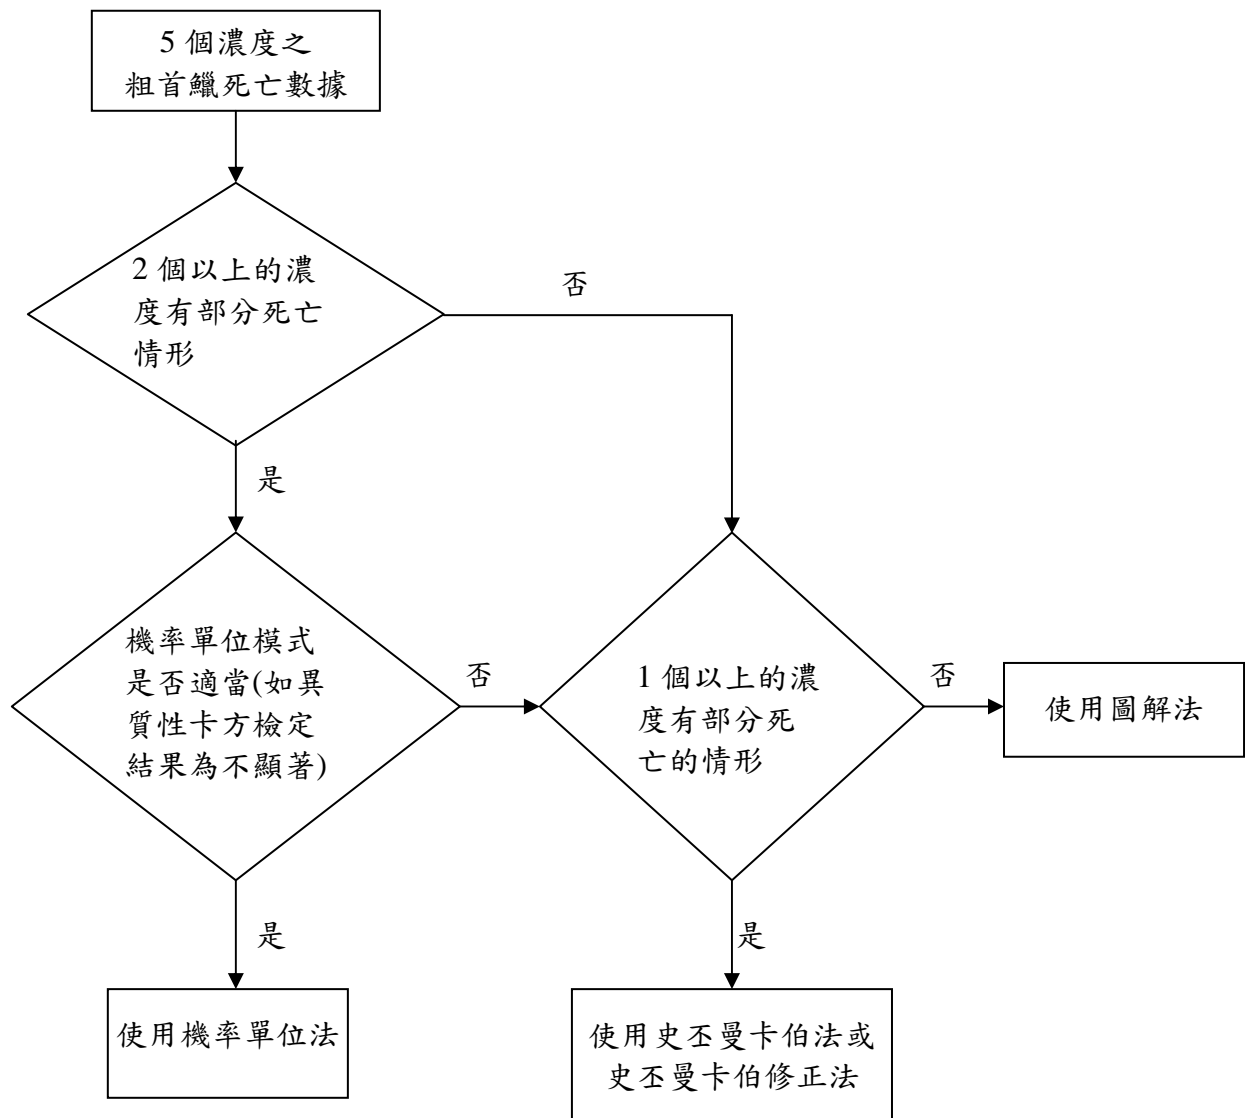 5 個濃度之
粗首鱲死亡數據
2 個以上的濃
度有部分死亡
情形
否
是
機率單位模式
是否適當(如異
質性卡方檢定
結果為不顯著)
否
1 個以上的濃
度有部分死
亡的情形
否
使用圖解法
是
是
使用機率單位法
使用史丕曼卡伯法或
史丕曼卡伯修正法